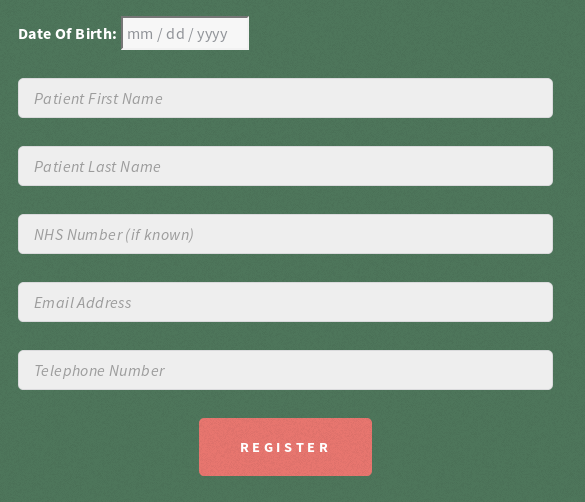 Date Of Birth: mm / dd / yyyy
Patient First Name
Patient Last Name
NHS Number (if known)
Email Address
Telephone Number
REGISTER